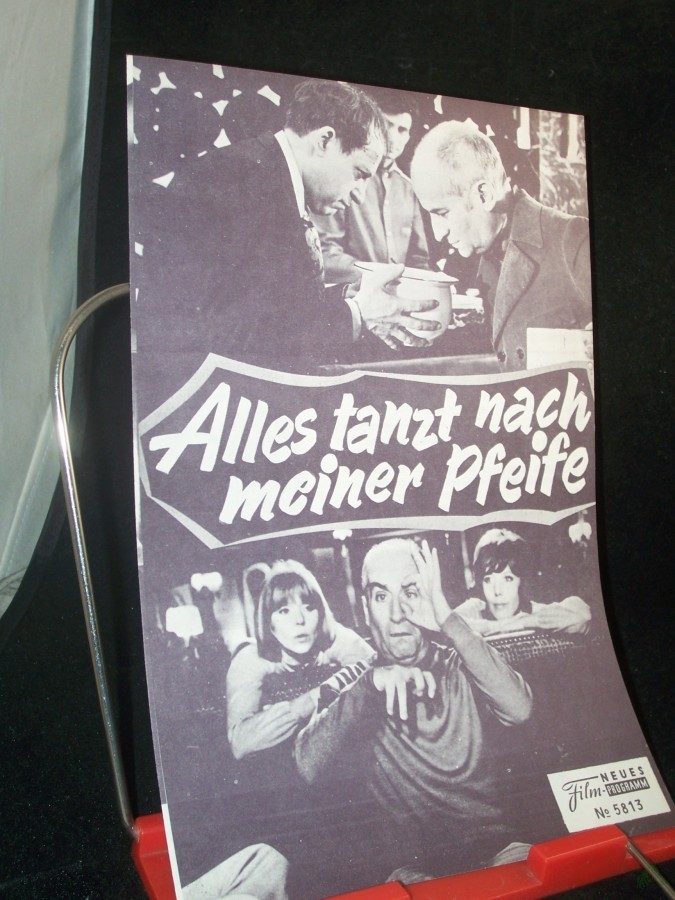 Alles tanzt nach
meiner Pfeife
NEUES
Film-PROGRAMM
No 5813